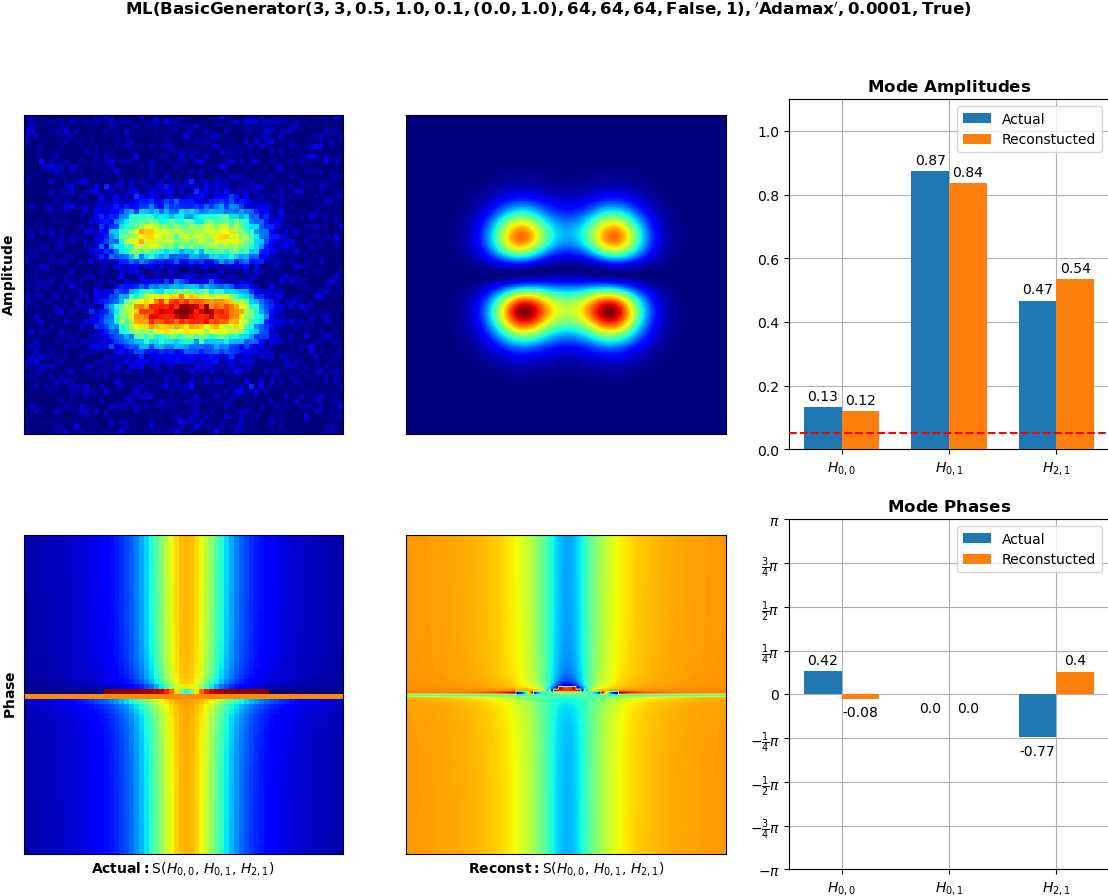 ML(BasicGenerator(3, 3, 0.5, 1.0, 0.1, (0.0, 1.0), 64, 64, 64, False, 1), ′Adamax′, 0.0001, True)
Amplitude
Mode Amplitudes
Actual
Reconstucted
1.0
0.8
0.6
0.4
0.2
0.0
0.13
0.12
0.87
0.84
0.47
0.54
H0,0
H0,1
H2,1
Phase
Actual: S(H0,0, H0,1, H2,1)
Reconst: S(H0,0, H0,1, H2,1)
Mode Phases
Actual
Reconstucted
π
3/4π
1/2π
1/4π
0
−1/4π
−1/2π
−3/4π
−π
0.42
-0.08
0.0
0.0
-0.77
0.4
H0,0
H0,1
H2,1